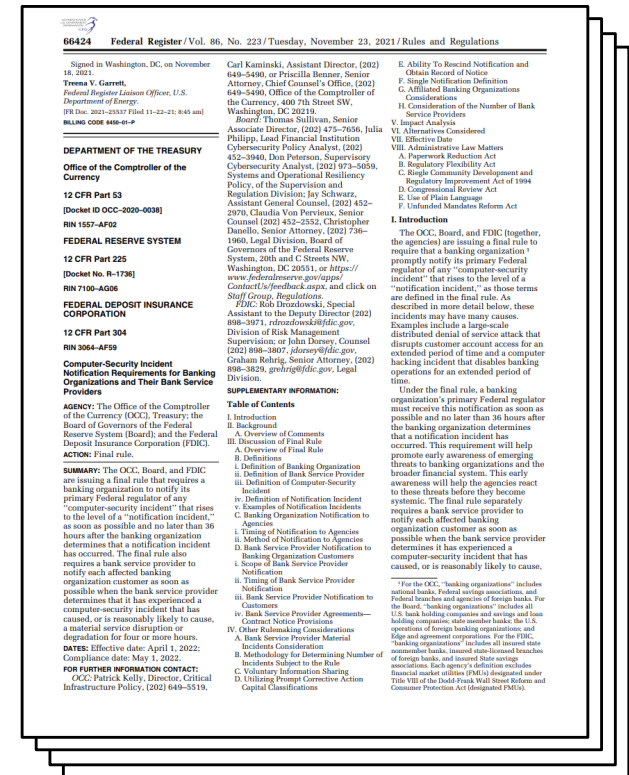 66424 Federal Register / Vol. 86, No. 223 / Tuesday, November 23, 2021 / Rules and Regulations
Signed in Washington, DC, on November
18, 2021.
Treena V. Garrett,
Federal Register Liaison Officer, U.S.
Department of Energy.
[FR Doc. 2021–25537 Filed 11–22–21; 8:45 am]
BILLING CODE 6450–01–P
DEPARTMENT OF THE TREASURY
Office of the Comptroller of the
Currency
12 CFR Part 53
[Docket ID OCC–2020–0038]
RIN 1557–AF02
FEDERAL RESERVE SYSTEM
12 CFR Part 225
[Docket No. R–1736]
RIN 7100–AG06
FEDERAL DEPOSIT INSURANCE
CORPORATION
12 CFR Part 304
RIN 3064–AF59
Computer-Security Incident
Notification Requirements for Banking
Organizations and Their Bank Service
Providers
AGENCY: The Office of the Comptroller
of the Currency (OCC), Treasury; the
Board of Governors of the Federal
Reserve System (Board); and the Federal
Deposit Insurance Corporation (FDIC).
ACTION: Final rule.
SUMMARY: The OCC, Board, and FDIC
are issuing a final rule that requires a
banking organization to notify its
primary Federal regulator of any
‘‘computer-security incident’’ that rises
to the level of a ‘‘notification incident,’’
as soon as possible and no later than 36
hours after the banking organization
determines that a notification incident
has occurred. The final rule also
requires a bank service provider to
notify each affected banking
organization customer as soon as
possible when the bank service provider
determines that it has experienced a
computer-security incident that has
caused, or is reasonably likely to cause,
a material service disruption or
degradation for four or more hours.
DATES: Effective date: April 1, 2022;
Compliance date: May 1, 2022.
FOR FURTHER INFORMATION CONTACT:
OCC: Patrick Kelly, Director, Critical
Infrastructure Policy, (202) 649–5519,
Carl Kaminski, Assistant Director, (202)
649–5490, or Priscilla Benner, Senior
Attorney, Chief Counsel’s Office, (202)
649–5490, Office of the Comptroller of
the Currency, 400 7th Street SW,
Washington, DC 20219.
Board: Thomas Sullivan, Senior
Associate Director, (202) 475–7656, Julia
Philipp, Lead Financial Institution
Cybersecurity Policy Analyst, (202)
452–3940, Don Peterson, Supervisory
Cybersecurity Analyst, (202) 973–5059,
Systems and Operational Resiliency
Policy, of the Supervision and
Regulation Division; Jay Schwarz,
Assistant General Counsel, (202) 452–
2970, Claudia Von Pervieux, Senior
Counsel (202) 452–2552, Christopher
Danello, Senior Attorney, (202) 736–
1960, Legal Division, Board of
Governors of the Federal Reserve
System, 20th and C Streets NW,
Washington, DC 20551, or https://
www.federalreserve.gov/apps/
ContactUs/feedback.aspx, and click on
Staff Group, Regulations.
FDIC: Rob Drozdowski, Special
Assistant to the Deputy Director (202)
898–3971, rdrozdowski@fdic.gov,
Division of Risk Management
Supervision; or John Dorsey, Counsel
(202) 898–3807, jdorsey@fdic.gov,
Graham Rehrig, Senior Attorney, (202)
898–3829, grehrig@fdic.gov, Legal
Division.
SUPPLEMENTARY INFORMATION:
Table of Contents
I. Introduction
II. Background
A. Overview of Comments
III. Discussion of Final Rule
A. Overview of Final Rule
B. Definitions
i. Definition of Banking Organization
ii. Definition of Bank Service Provider
iii. Definition of Computer-Security
Incident
iv. Definition of Notification Incident
v. Examples of Notification Incidents
C. Banking Organization Notification to
Agencies
i. Timing of Notification to Agencies
ii. Method of Notification to Agencies
D. Bank Service Provider Notification to
Banking Organization Customers
i. Scope of Bank Service Provider
Notification
ii. Timing of Bank Service Provider
Notification
iii. Bank Service Provider Notification to
Customers
iv. Bank Service Provider Agreements—
Contract Notice Provisions
IV. Other Rulemaking Considerations
A. Bank Service Provider Material
Incidents Consideration
B. Methodology for Determining Number of
Incidents Subject to the Rule
C. Voluntary Information Sharing
D. Utilizing Prompt Corrective Action
Capital Classifications
E. Ability To Rescind Notification and
Obtain Record of Notice
F. Single Notification Definition
G. Affiliated Banking Organizations
Considerations
H. Consideration of the Number of Bank
Service Providers
V. Impact Analysis
VI. Alternatives Considered
VII. Effective Date
VIII. Administrative Law Matters
A. Paperwork Reduction Act
B. Regulatory Flexibility Act
C. Riegle Community Development and
Regulatory Improvement Act of 1994
D. Congressional Review Act
E. Use of Plain Language
F. Unfunded Mandates Reform Act
I. Introduction
The OCC, Board, and FDIC (together,
the agencies) are issuing a final rule to
require that a banking organization 1
promptly notify its primary Federal
regulator of any ‘‘computer-security
incident’’ that rises to the level of a
‘‘notification incident,’’ as those terms
are defined in the final rule. As
described in more detail below, these
incidents may have many causes.
Examples include a large-scale
distributed denial of service attack that
disrupts customer account access for an
extended period of time and a computer
hacking incident that disables banking
operations for an extended period of
time.
Under the final rule, a banking
organization’s primary Federal regulator
must receive this notification as soon as
possible and no later than 36 hours after
the banking organization determines
that a notification incident has
occurred. This requirement will help
promote early awareness of emerging
threats to banking organizations and the
broader financial system. This early
awareness will help the agencies react
to these threats before they become
systemic. The final rule separately
requires a bank service provider to
notify each affected banking
organization customer as soon as
possible when the bank service provider
determines it has experienced a
computer-security incident that has
caused, or is reasonably likely to cause,
1 For the OCC, ‘‘banking organizations’’ includes
national banks, Federal savings associations, and
Federal branches and agencies of foreign banks. For
the Board, ‘‘banking organizations’’ includes all
U.S. bank holding companies and savings and loan
holding companies; state member banks; the U.S.
operations of foreign banking organizations; and
Edge and agreement corporations. For the FDIC,
‘‘banking organizations’’ includes all insured state
nonmember banks, insured state-licensed branches
of foreign banks, and insured State savings
associations. Each agency’s definition excludes
financial market utilities (FMUs) designated under
Title VIII of the Dodd-Frank Wall Street Reform and
Consumer Protection Act (designated FMUs).